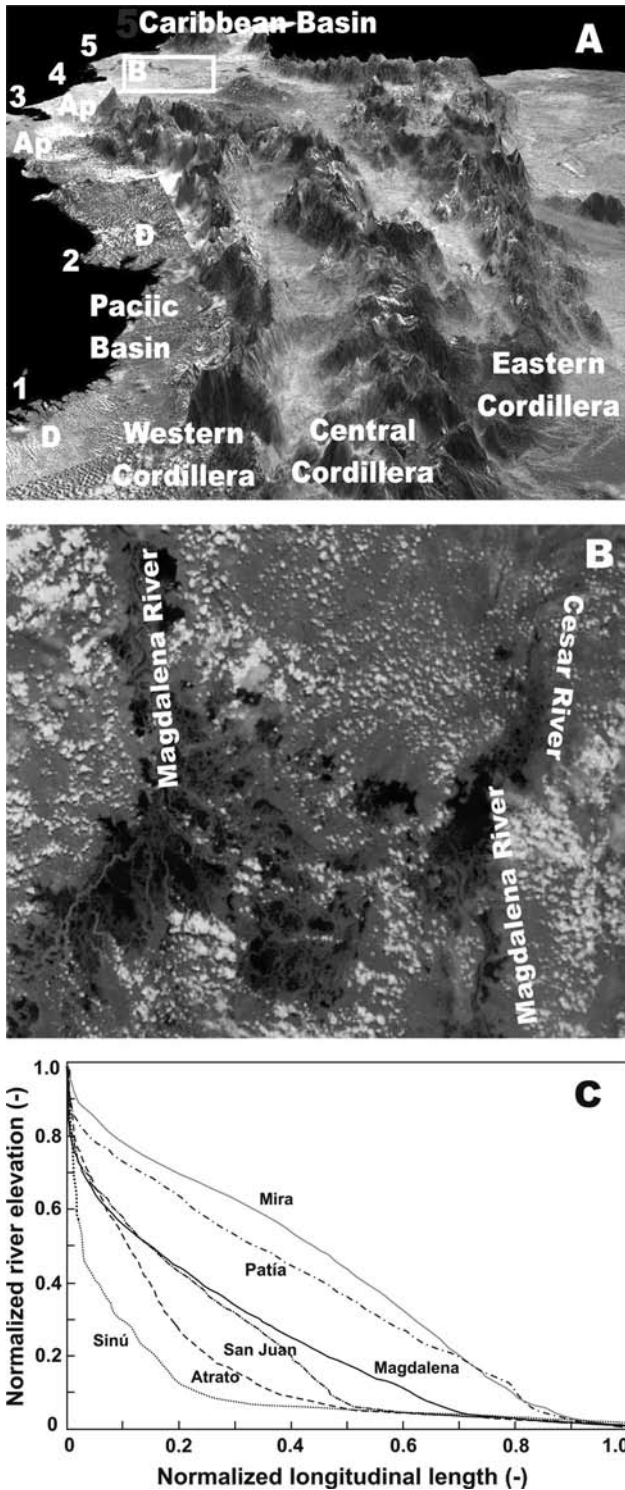 5
Caribbean Basin
A
5
4
B
3
Ap
Ap
D
2
Paciic
Basin
1
D
Western
Cordillera
Central
Cordillera
Eastern
Cordillera
B
Magdalena River
Cesar River
Magdalena River
C
Normalized river elevation (-)
1.0
0.8
0.6
0.4
0.2
0
Mira
Patía
Sinú
San Juan
Atrato
Magdalena
0
0.2
0.4
0.6
0.8
1.0
Normalized longitudinal length (-)